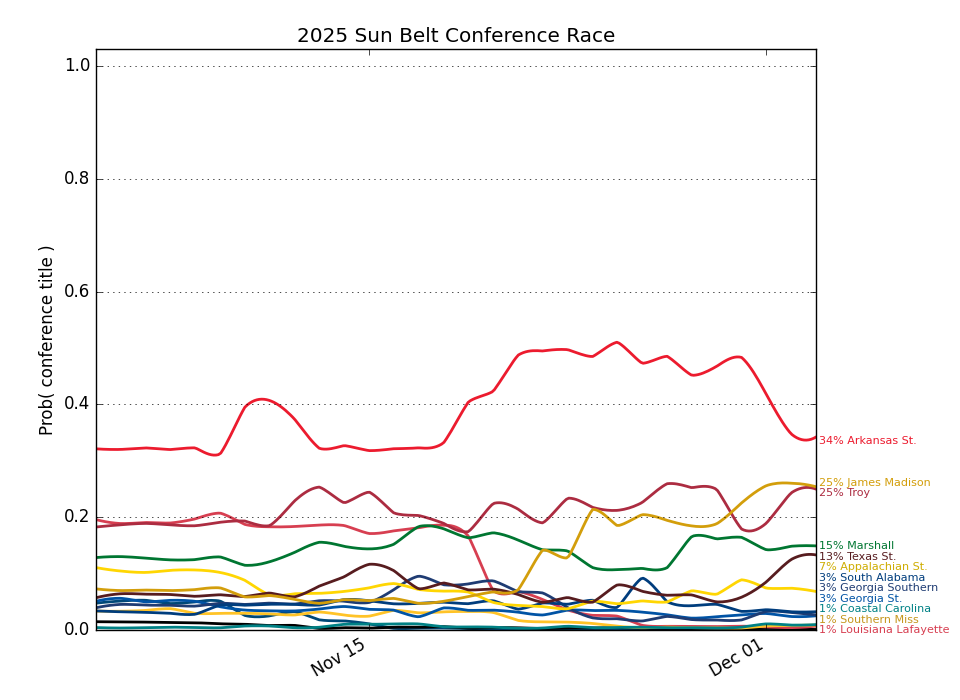 2025 Sun Belt Conference Race
Prob( conference title )
1.0
0.8
0.6
0.4
0.2
0.0
Nov 15
Dec 01
34% Arkansas St.
25% James Madison
25% Troy
15% Marshall
13% Texas St.
7% Appalachian St.
3% South Alabama
3% Georgia Southern
3% Georgia St.
1% Coastal Carolina
1% Southern Miss
1% Louisiana Lafayette